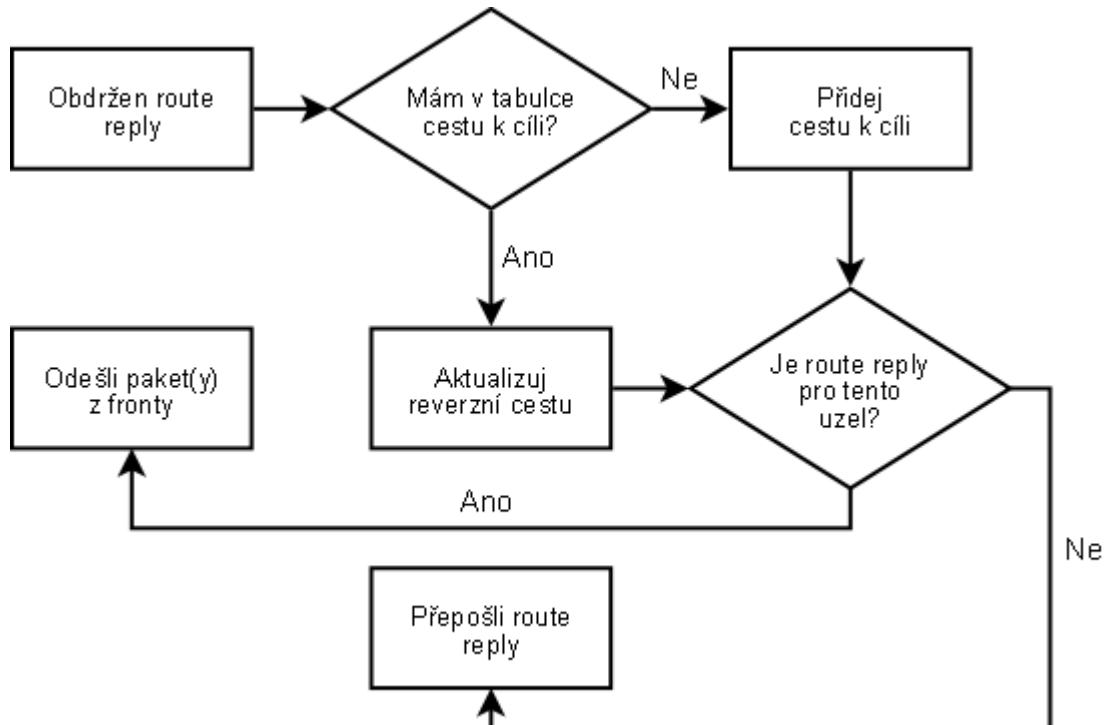 Obdržen route
reply
Mám v tabulce
cestu k cíli?
Ne
Přidej
cestu k cíli
Ano
Odešli paket(y)
z fronty
Aktualizuj
reverzní cestu
Je route reply
pro tento
uzel?
Ano
Ne
Přepošli route
reply